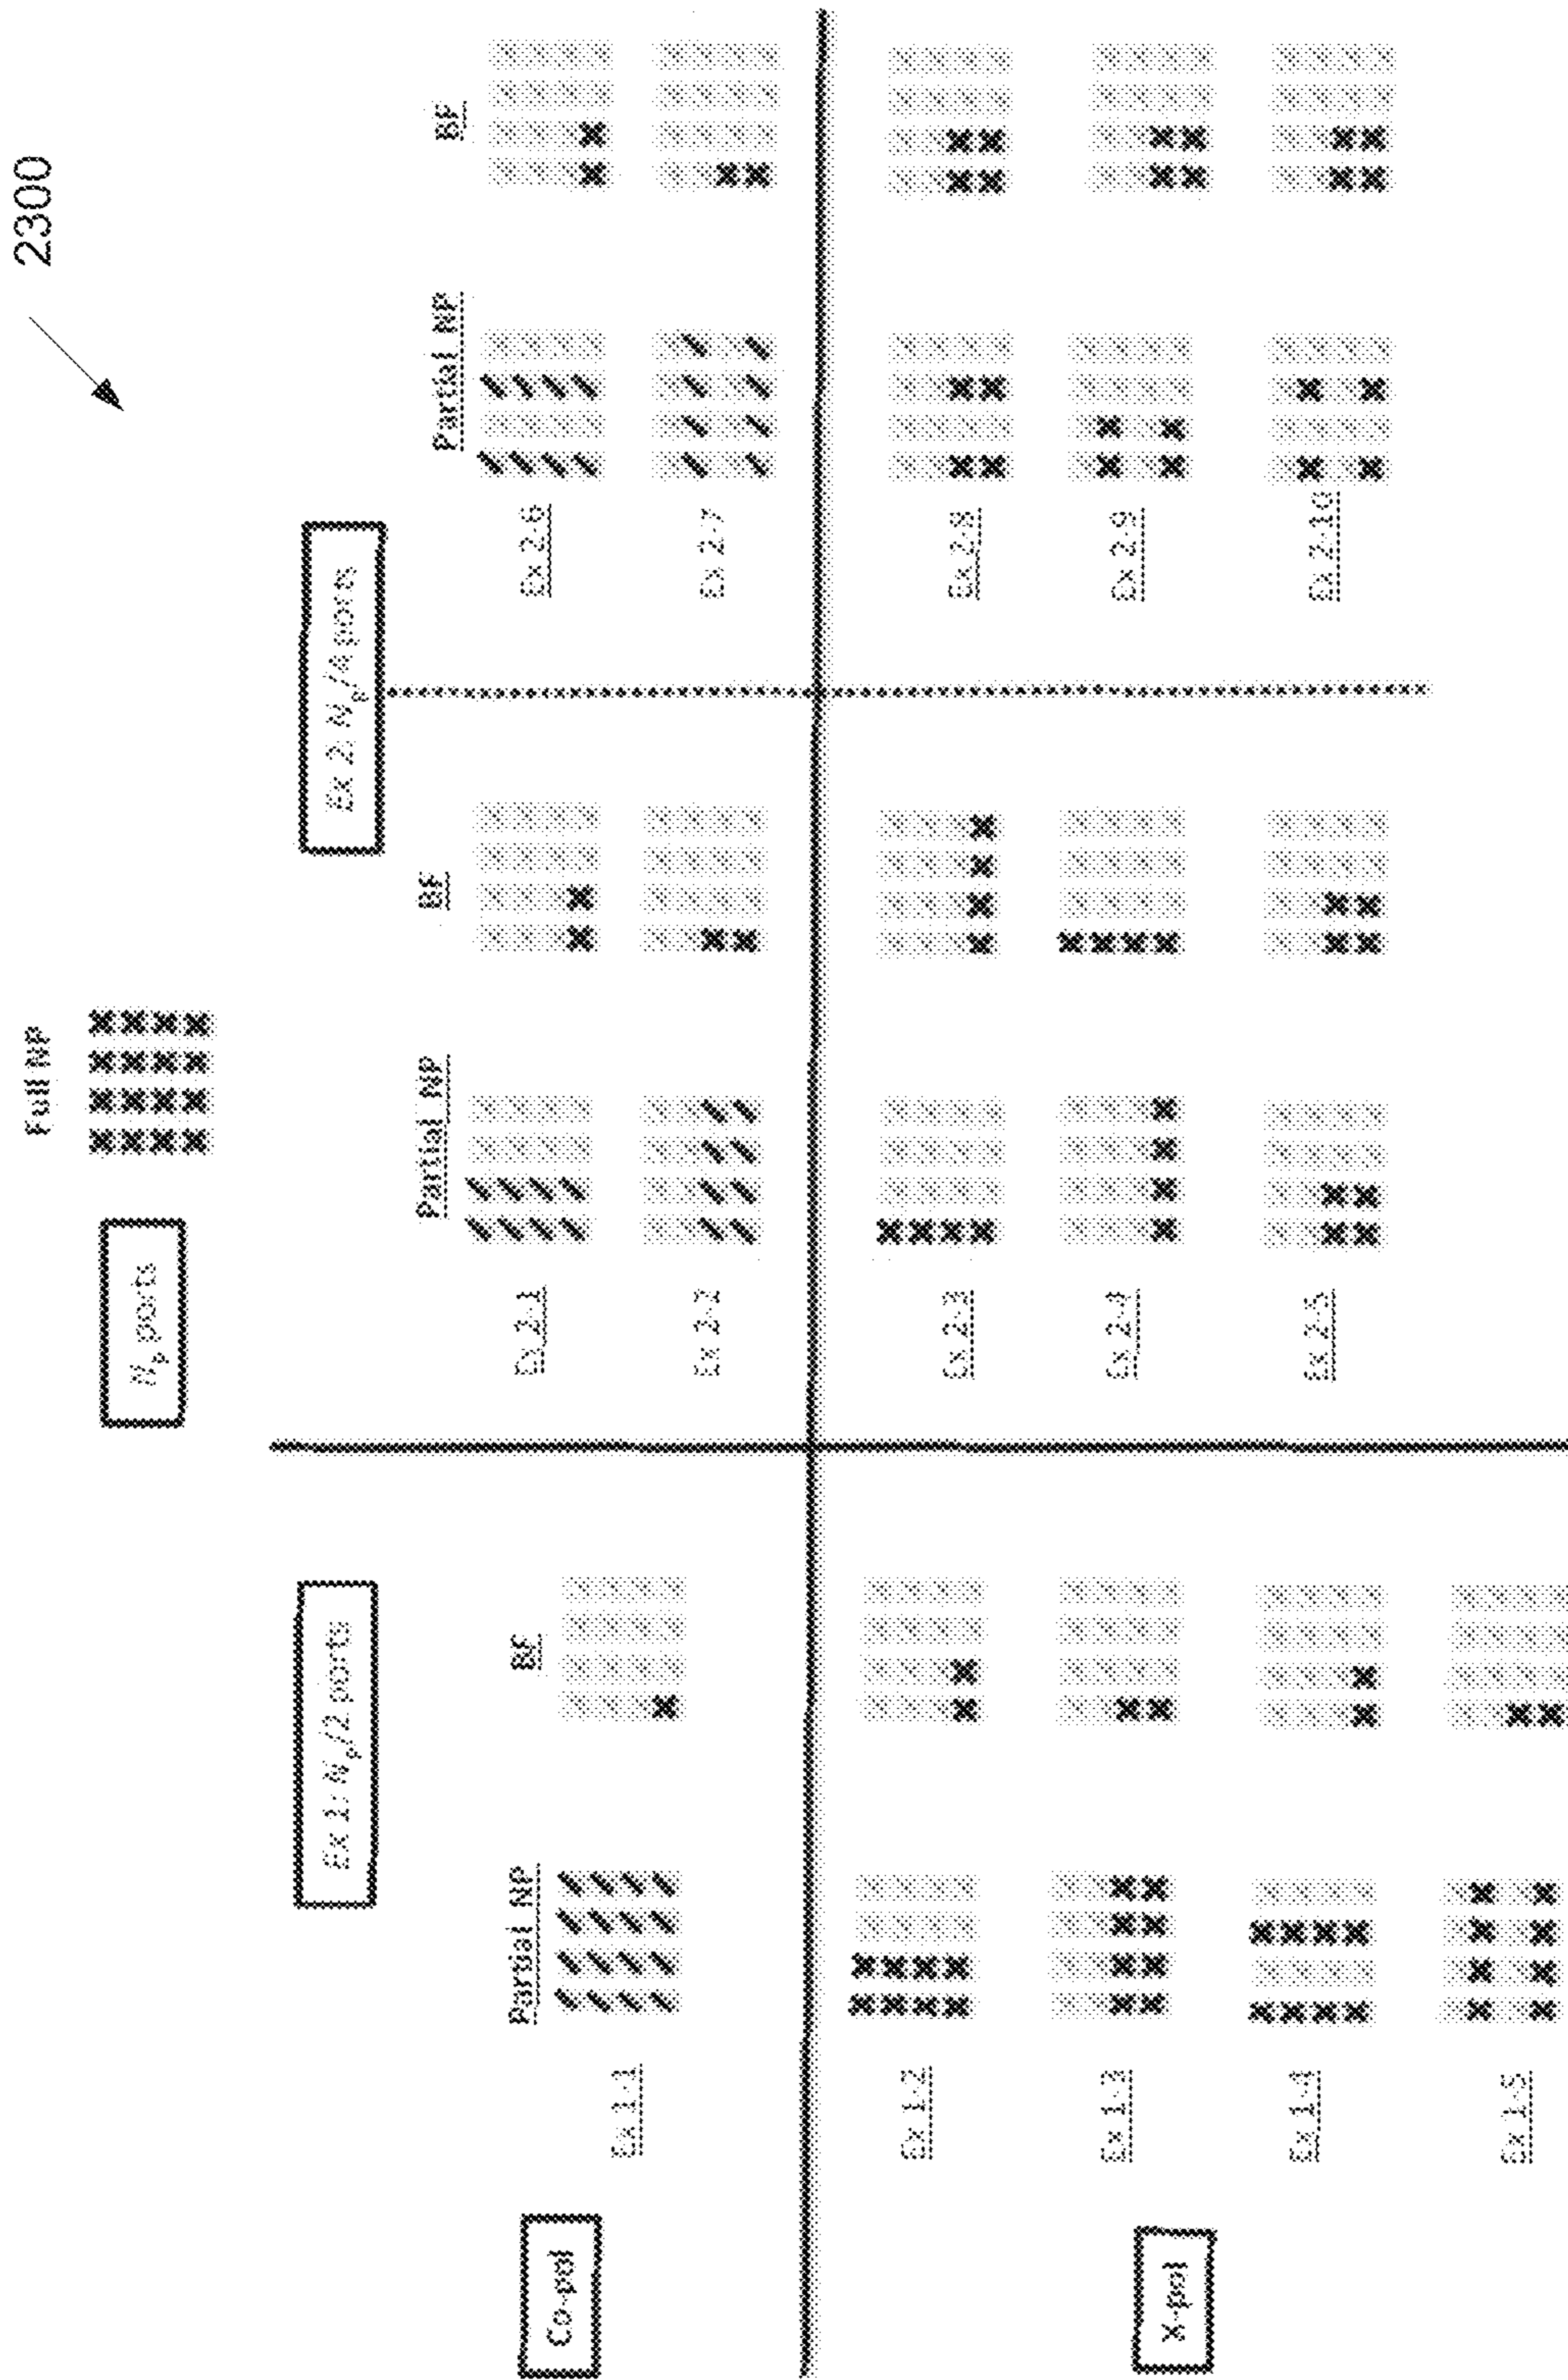 2300
Full NP
Np ports
Ex 1: Np/2 ports
Ex 2: Np/4 ports
Co-pol
Partial NP
BF
Ex 1-1
Partial NP
BF
Ex 2-1
Ex 2-2
Partial NP
BF
Ex 2-6
Ex 2-7
X-pol
Ex 1-2
Ex 1-3
Ex 1-4
Ex 1-5
Ex 2-3
Ex 2-4
Ex 2-5
Ex 2-8
Ex 2-9
Ex 2-10